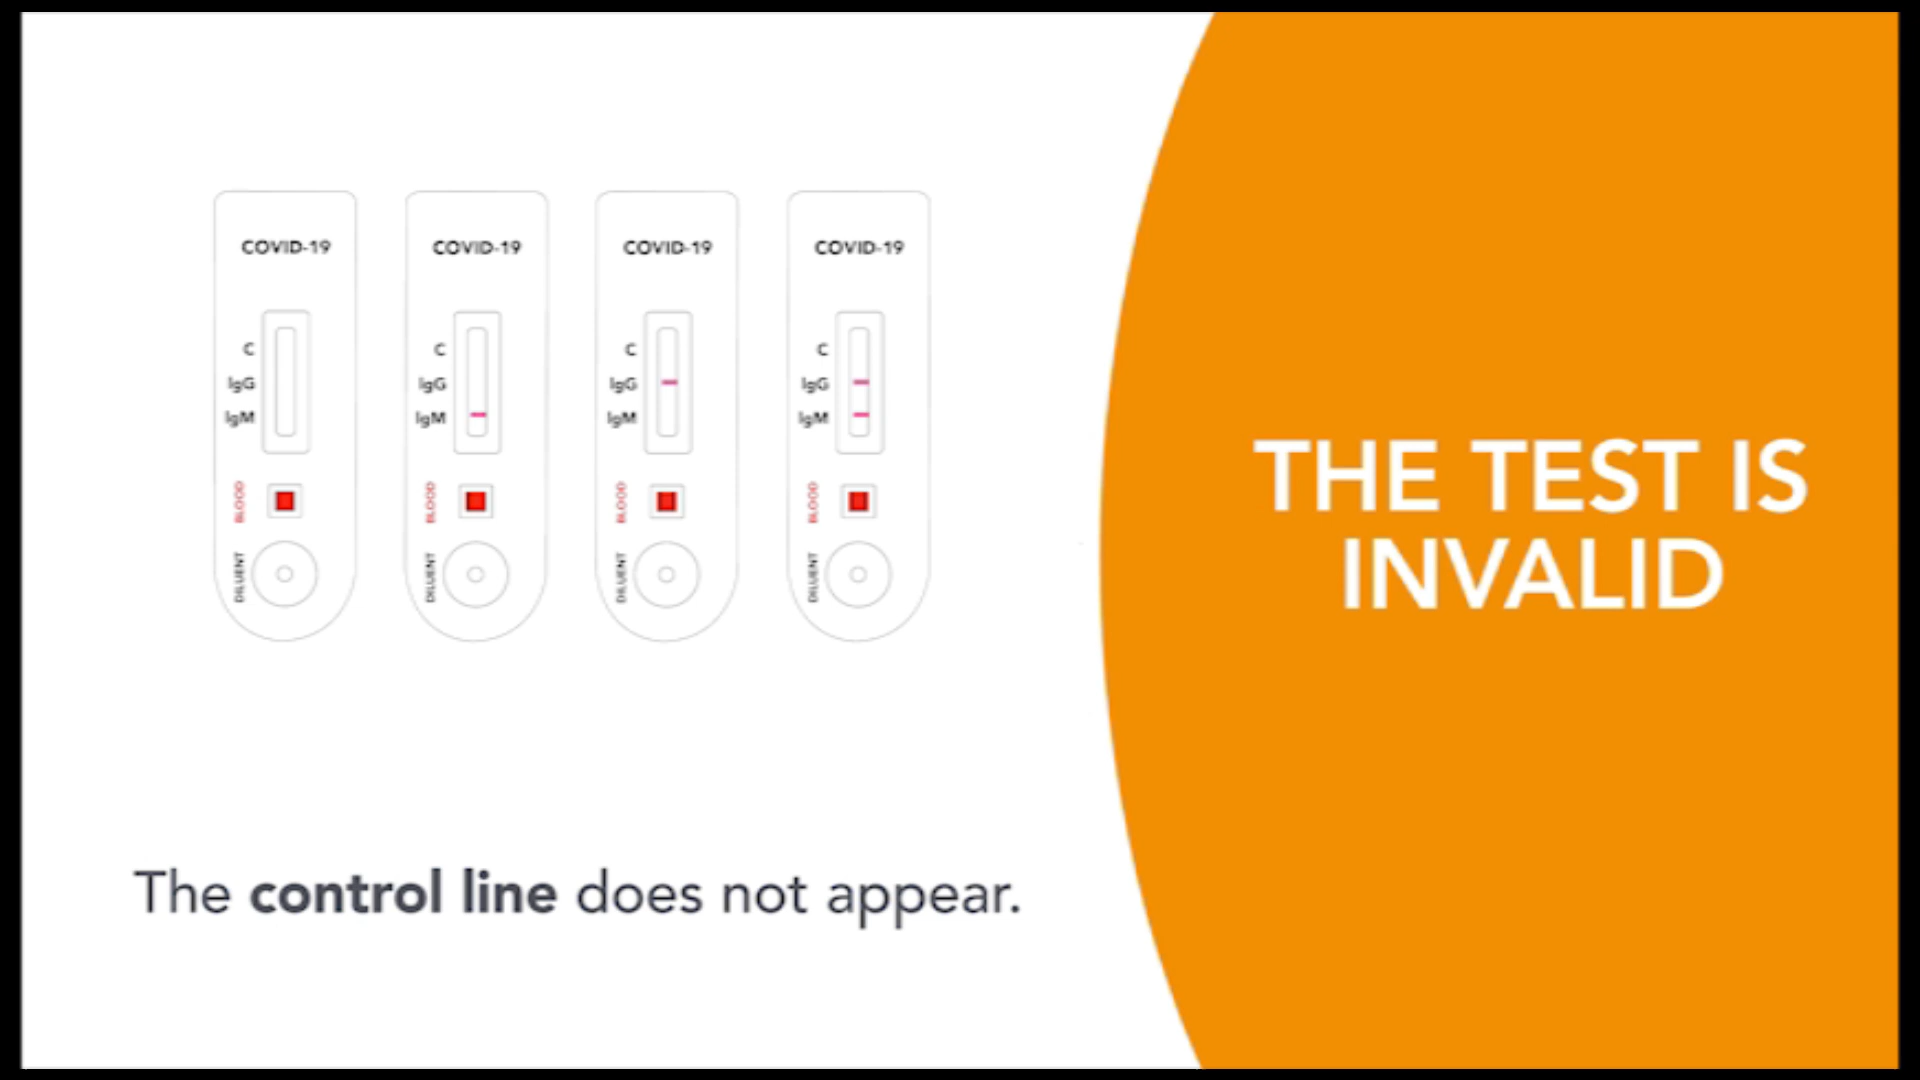 COVID-19 COVID-19 COVID-19 COVID-19
C C C C
IgG IgG IgG IgG
IgM IgM IgM IgM
BLOOD BLOOD BLOOD BLOOD
DILUENT DILUENT DILUENT DILUENT
THE TEST IS
INVALID
The control line does not appear.